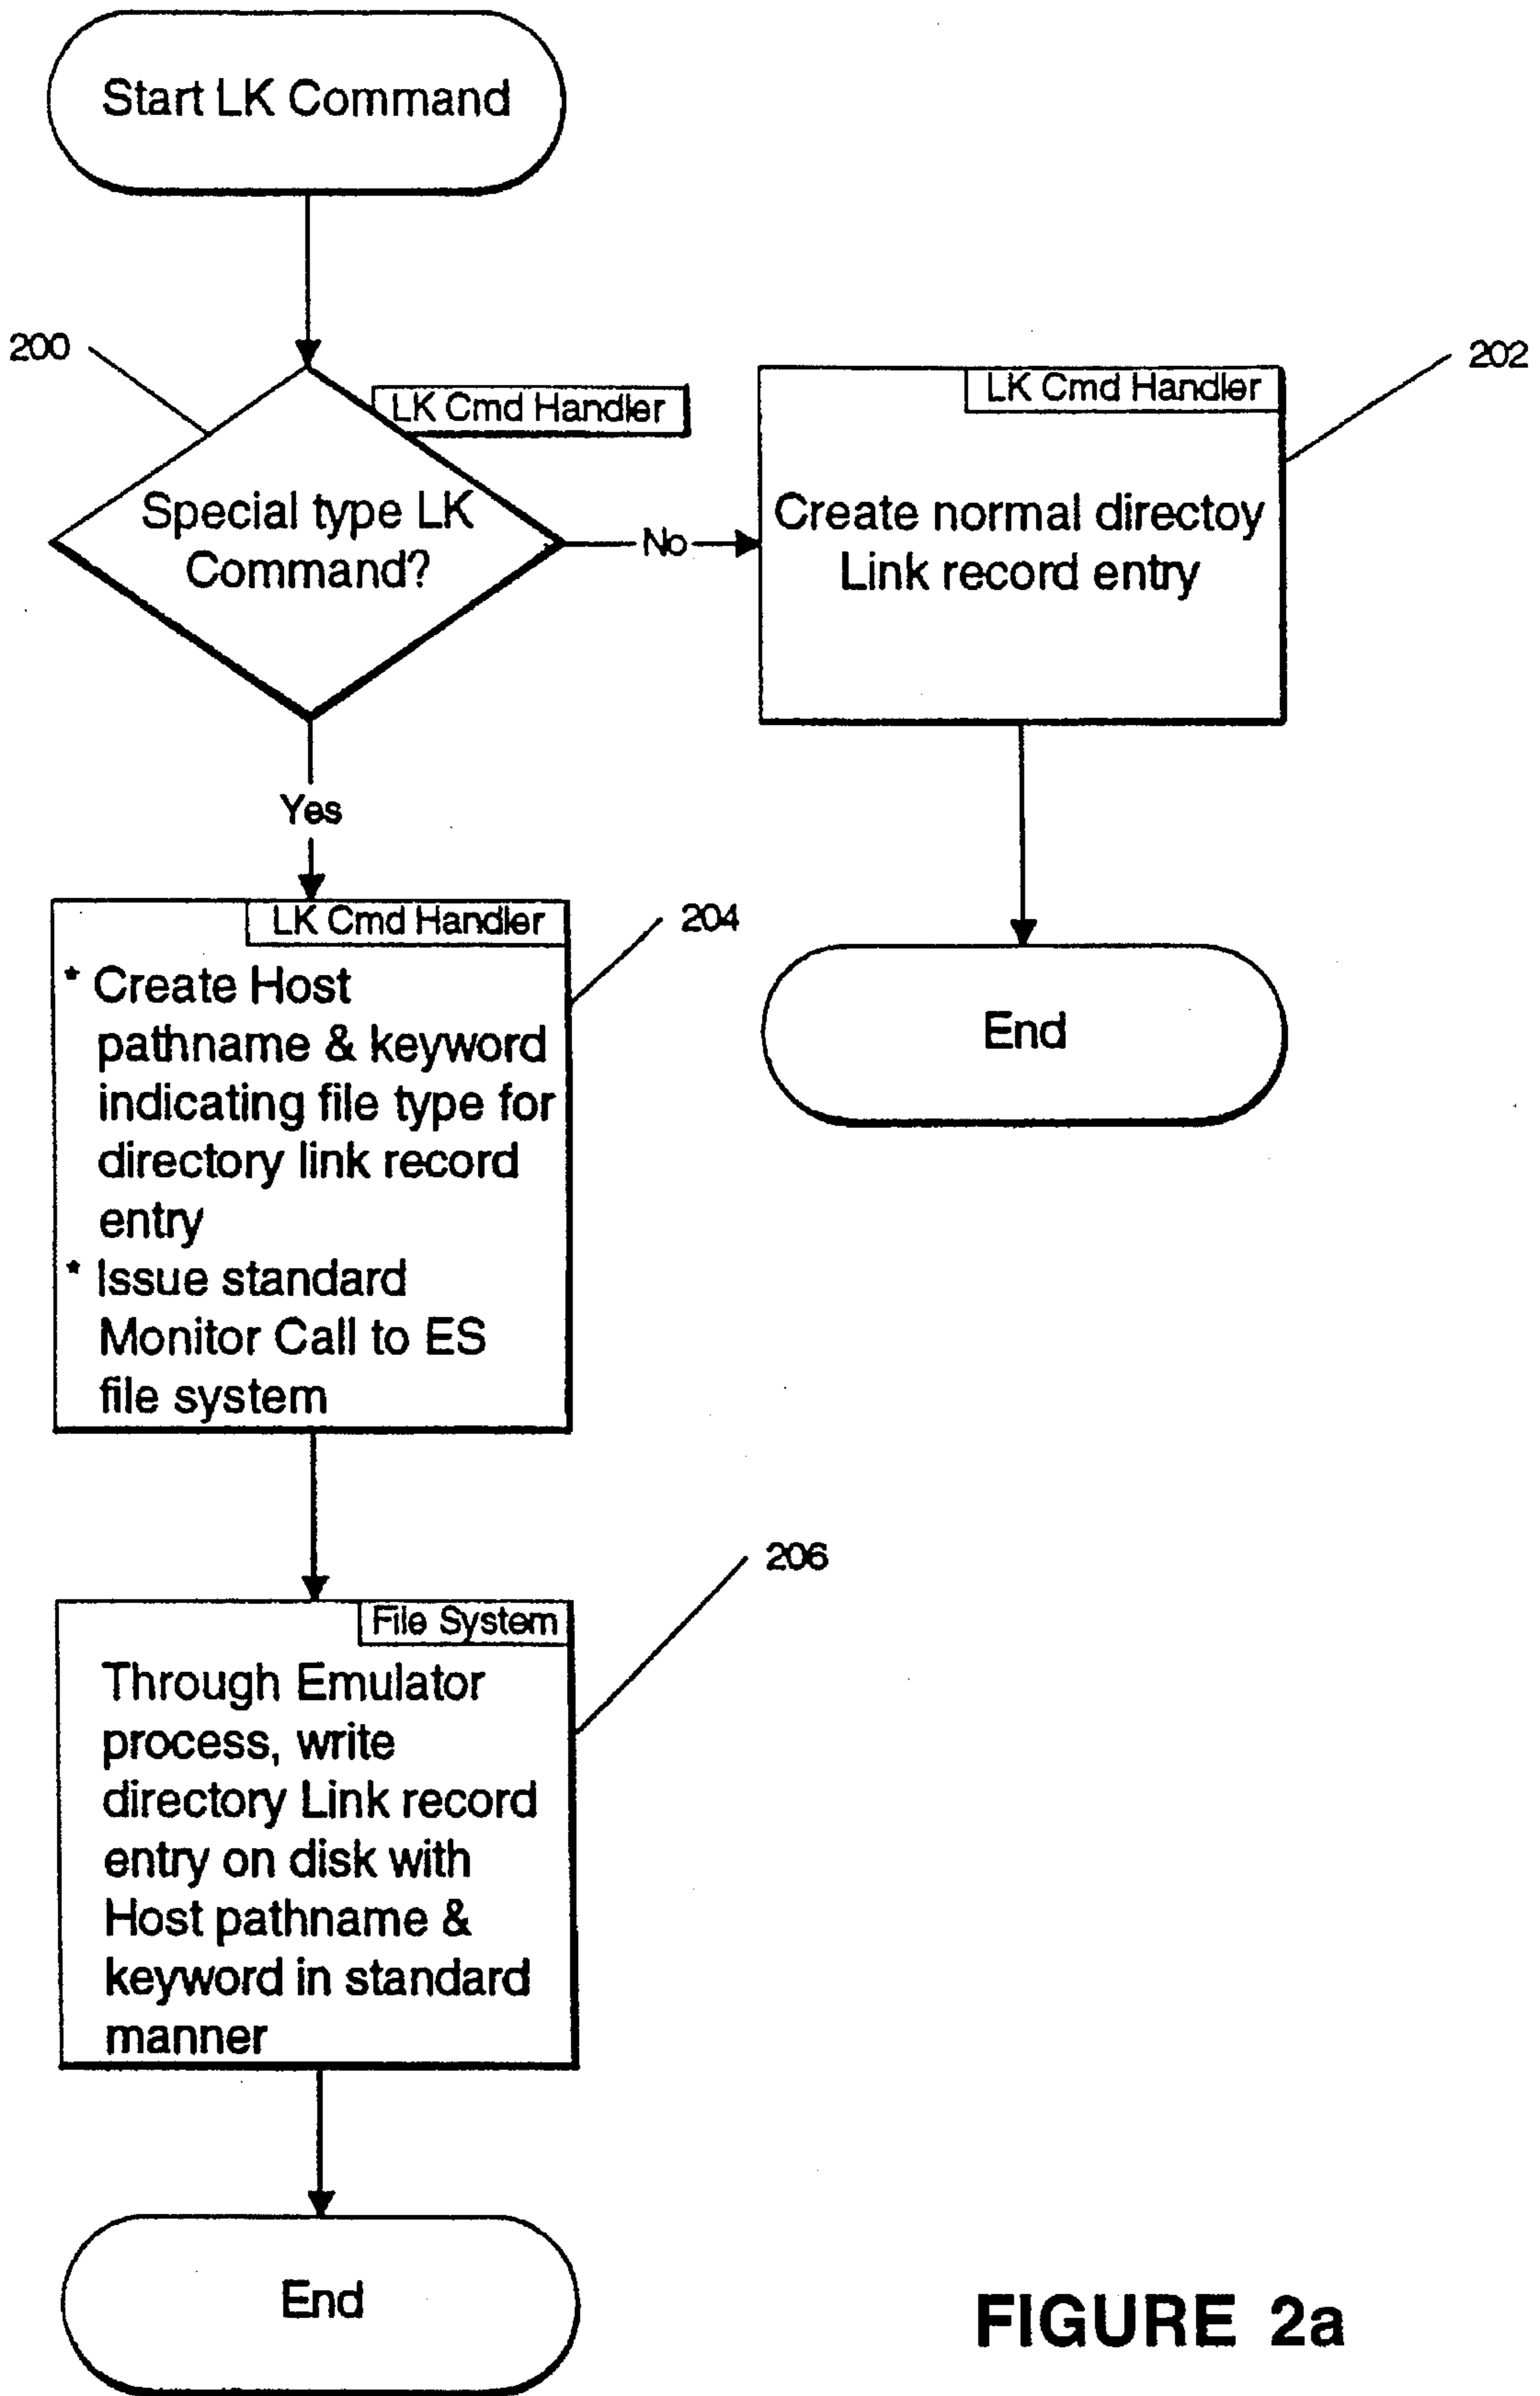 Start LK Command
200
LK Cmd Handler
Special type LK
Command?
No
LK Cmd Handler
202
Create normal directoy
Link record entry
End
Yes
LK Cmd Handler
204
* Create Host
pathname & keyword
indicating file type for
directory link record
entry
* Issue standard
Monitor Call to ES
file system
206
File System
Through Emulator
process, write
directory Link record
entry on disk with
Host pathname &
keyword in standard
manner
End
FIGURE 2a